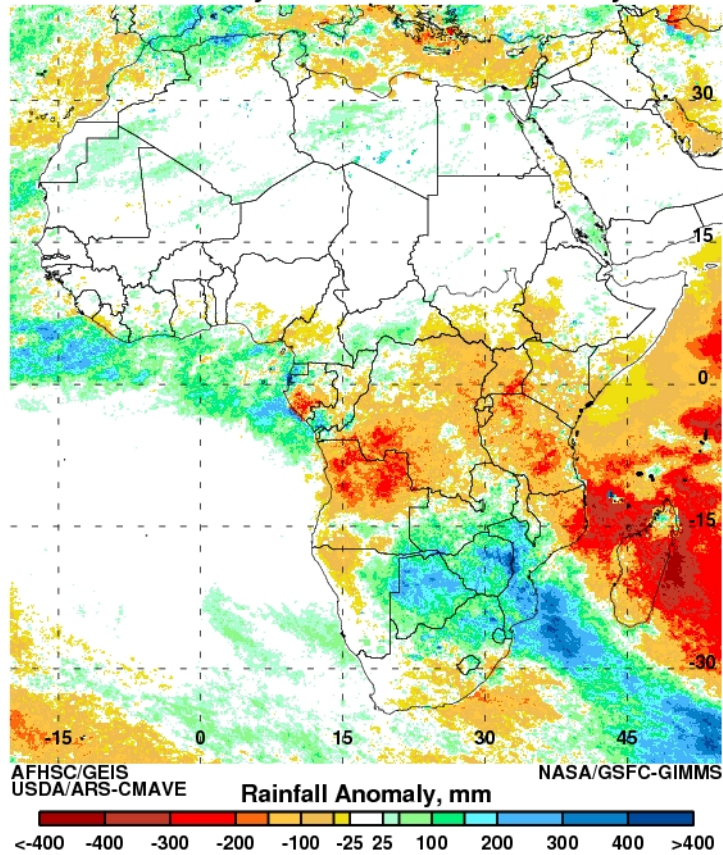 30
15
0
-15
-30
-15 0 15 30 45
AFHSC/GEIS
USDA/ARS-CMAVE
NASA/GSFC-GIMMS
Rainfall Anomaly, mm
<-400 -400 -300 -200 -100 -25 25 100 200 300 400 >400